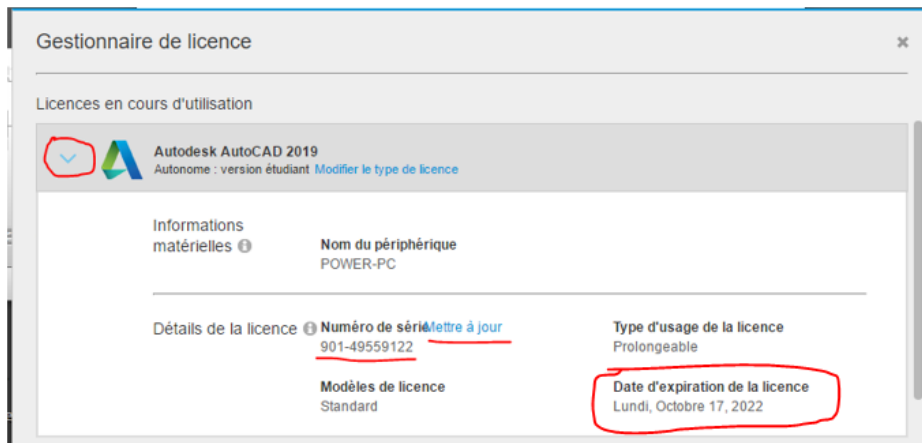 Gestionnaire de licence
Licences en cours d'utilisation
Autodesk AutoCAD 2019
Autonome : version étudiant Modifier le type de licence
Informations
matérielles
Nom du périphérique
POWER-PC
Détails de la licence
Numéro de série Mettre à jour
901-49559122
Type d'usage de la licence
Prolongeable
Modèles de licence
Standard
Date d'expiration de la licence
Lundi, Octobre 17, 2022